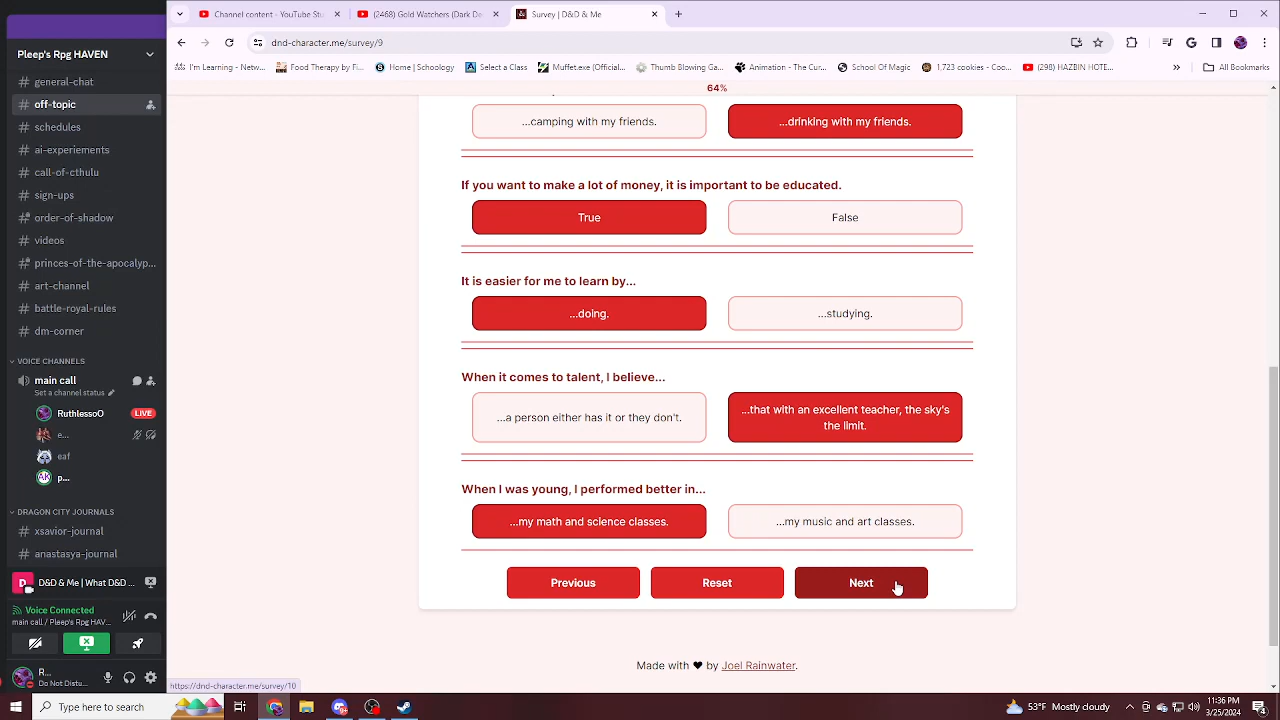 Channel content - YouTube Stu
(2468) Gold Watchers (Dark De
Survey | D&D & Me
dnd-character.me/survey/9
I'm Learning - Netw...
Food Therapy by Fi...
Home | Schoology
Select a Class
Muffet.exe (Official...
Thumb Blowing Ga...
Animation - The Cur...
School Of Magic
1,723 cookies - Coo...
(298) HAZBIN HOTE...
All Bookmarks
Pleep's Rpg HAVEN
# general-chat
# off-topic
# schedules
# ai-experiements
# call-of-cthulu
# sign-ups
# order-of-shadow
# videos
# princes-of-the-apocalyp...
# art-channel
# battle-royal-rules
# dm-corner
VOICE CHANNELS
main call
Set a channel status
RuthlessoO
LIVE
e...
eaf
AK
p...
DRAGON CITY JOURNALS
# xsavior-journal
# anastasya-journal
D
D&D & Me | What D&D ...
Voice Connected
main call / Pleep's Rpg HAV...
R...
Do Not Distu...
64%
...camping with my friends.
...drinking with my friends.
If you want to make a lot of money, it is important to be educated.
True
False
It is easier for me to learn by...
...doing.
...studying.
When it comes to talent, I believe...
...a person either has it or they don't.
...that with an excellent teacher, the sky's
the limit.
When I was young, I performed better in...
...my math and science classes.
...my music and art classes.
Previous
Reset
Next
Made with ♥ by Joel Rainwater.
https://dnd-character.me/survey/10
Type here to search
53°F Mostly cloudy
11:36 PM
3/25/2024